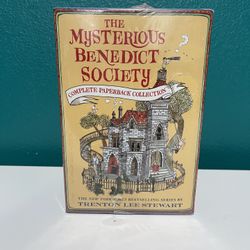 THE
MYSTERIOUS
BENEDICT
SOCIETY
COMPLETE PAPERBACK COLLECTION
THE NEW YORK TIMES BESTSELLING SERIES BY
TRENTON LEE STEWART